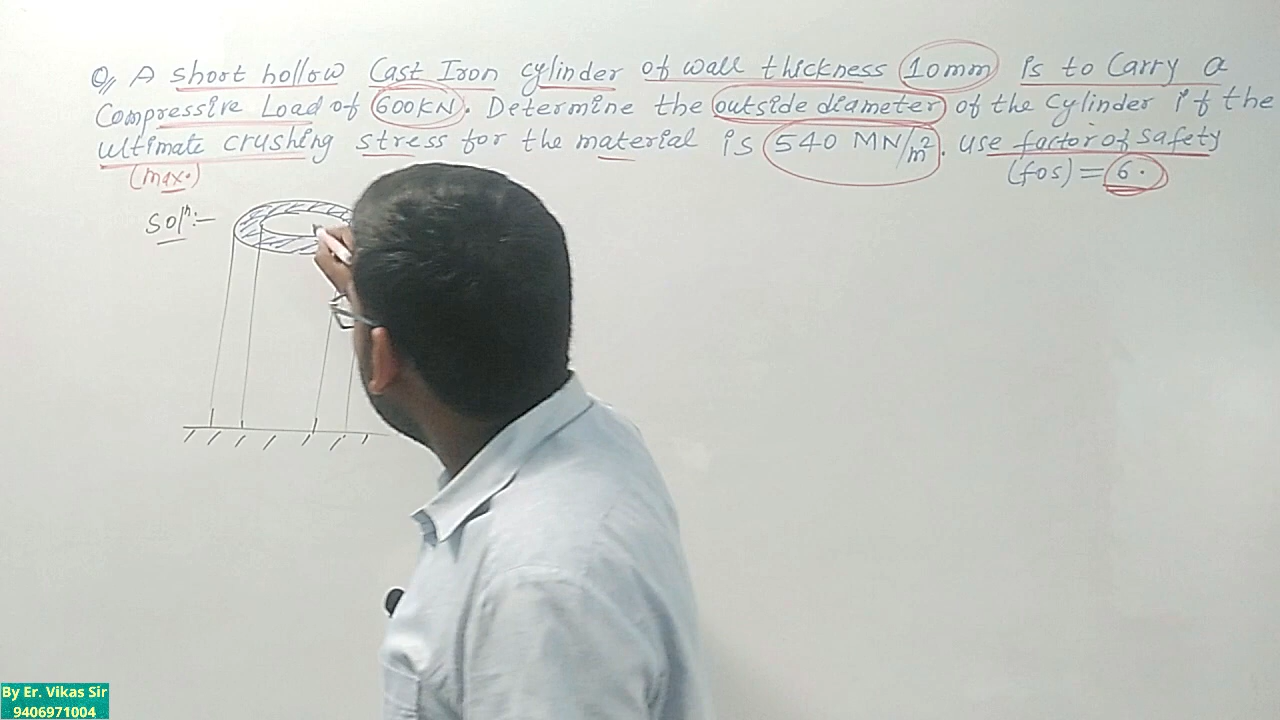 Q, A short hollow Cast Iron cylinder of wall thickness 10mm is to Carry a
Compressive Load of 600KN. Determine the outside diameter of the Cylinder if the
ultimate crushing stress for the material is 540 MN/m². use factor of safety
(max.) (fos) = 6.
Solⁿ:-
By Er. Vikas Sir
9406971004